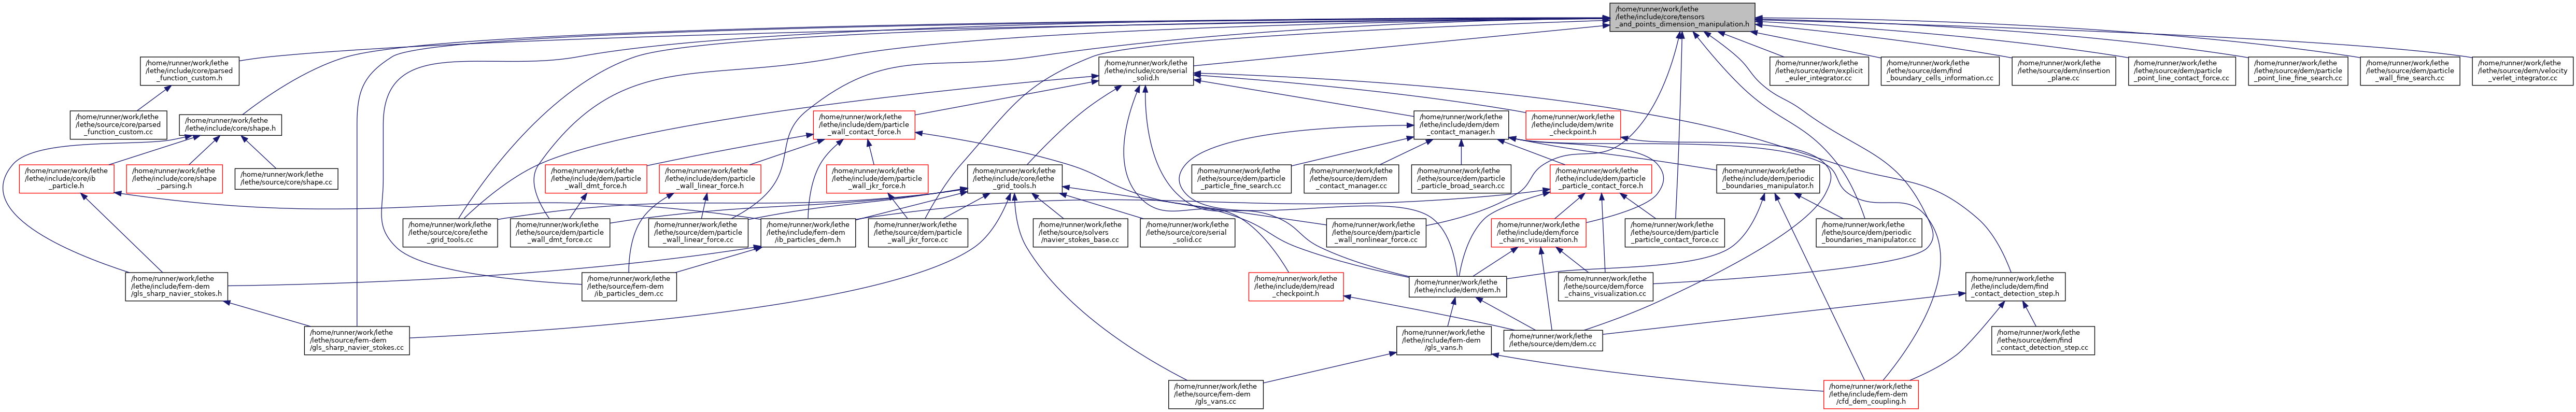 /home/runner/work/lethe
/lethe/include/core/tensors
_and_points_dimension_manipulation.h
/home/runner/work/lethe
/lethe/include/core/parsed
_function_custom.h
/home/runner/work/lethe
/lethe/include/core/serial
_solid.h
/home/runner/work/lethe
/lethe/source/dem/explicit
_euler_integrator.cc
/home/runner/work/lethe
/lethe/source/dem/find
_boundary_cells_information.cc
/home/runner/work/lethe
/lethe/source/dem/insertion
_plane.cc
/home/runner/work/lethe
/lethe/source/dem/particle
_point_line_contact_force.cc
/home/runner/work/lethe
/lethe/source/dem/particle
_point_line_fine_search.cc
/home/runner/work/lethe
/lethe/source/dem/particle
_wall_fine_search.cc
/home/runner/work/lethe
/lethe/source/dem/velocity
_verlet_integrator.cc
/home/runner/work/lethe
/lethe/source/core/parsed
_function_custom.cc
/home/runner/work/lethe
/lethe/include/core/shape.h
/home/runner/work/lethe
/lethe/include/dem/particle
_wall_contact_force.h
/home/runner/work/lethe
/lethe/include/dem/dem
_contact_manager.h
/home/runner/work/lethe
/lethe/include/dem/write
_checkpoint.h
/home/runner/work/lethe
/lethe/include/core/ib
_particle.h
/home/runner/work/lethe
/lethe/include/core/shape
_parsing.h
/home/runner/work/lethe
/lethe/source/core/shape.cc
/home/runner/work/lethe
/lethe/include/dem/particle
_wall_dmt_force.h
/home/runner/work/lethe
/lethe/include/dem/particle
_wall_linear_force.h
/home/runner/work/lethe
/lethe/include/dem/particle
_wall_jkr_force.h
/home/runner/work/lethe
/lethe/include/core/lethe
_grid_tools.h
/home/runner/work/lethe
/lethe/source/dem/particle
_particle_fine_search.cc
/home/runner/work/lethe
/lethe/source/dem/dem
_contact_manager.cc
/home/runner/work/lethe
/lethe/source/dem/particle
_particle_broad_search.cc
/home/runner/work/lethe
/lethe/include/dem/particle
_particle_contact_force.h
/home/runner/work/lethe
/lethe/include/dem/periodic
_boundaries_manipulator.h
/home/runner/work/lethe
/lethe/source/core/lethe
_grid_tools.cc
/home/runner/work/lethe
/lethe/source/dem/particle
_wall_dmt_force.cc
/home/runner/work/lethe
/lethe/source/dem/particle
_wall_linear_force.cc
/home/runner/work/lethe
/lethe/include/fem-dem
/ib_particles_dem.h
/home/runner/work/lethe
/lethe/source/dem/particle
_wall_jkr_force.cc
/home/runner/work/lethe
/lethe/source/solvers
/navier_stokes_base.cc
/home/runner/work/lethe
/lethe/source/core/serial
_solid.cc
/home/runner/work/lethe
/lethe/source/dem/particle
_wall_nonlinear_force.cc
/home/runner/work/lethe
/lethe/include/dem/force
_chains_visualization.h
/home/runner/work/lethe
/lethe/source/dem/particle
_particle_contact_force.cc
/home/runner/work/lethe
/lethe/source/dem/periodic
_boundaries_manipulator.cc
/home/runner/work/lethe
/lethe/include/fem-dem
/gls_sharp_navier_stokes.h
/home/runner/work/lethe
/lethe/source/fem-dem
/ib_particles_dem.cc
/home/runner/work/lethe
/lethe/include/dem/read
_checkpoint.h
/home/runner/work/lethe
/lethe/include/dem/dem.h
/home/runner/work/lethe
/lethe/source/dem/force
_chains_visualization.cc
/home/runner/work/lethe
/lethe/include/dem/find
_contact_detection_step.h
/home/runner/work/lethe
/lethe/source/fem-dem
/gls_sharp_navier_stokes.cc
/home/runner/work/lethe
/lethe/include/fem-dem
/gls_vans.h
/home/runner/work/lethe
/lethe/source/dem/dem.cc
/home/runner/work/lethe
/lethe/source/dem/find
_contact_detection_step.cc
/home/runner/work/lethe
/lethe/source/fem-dem
/gls_vans.cc
/home/runner/work/lethe
/lethe/include/fem-dem
/cfd_dem_coupling.h